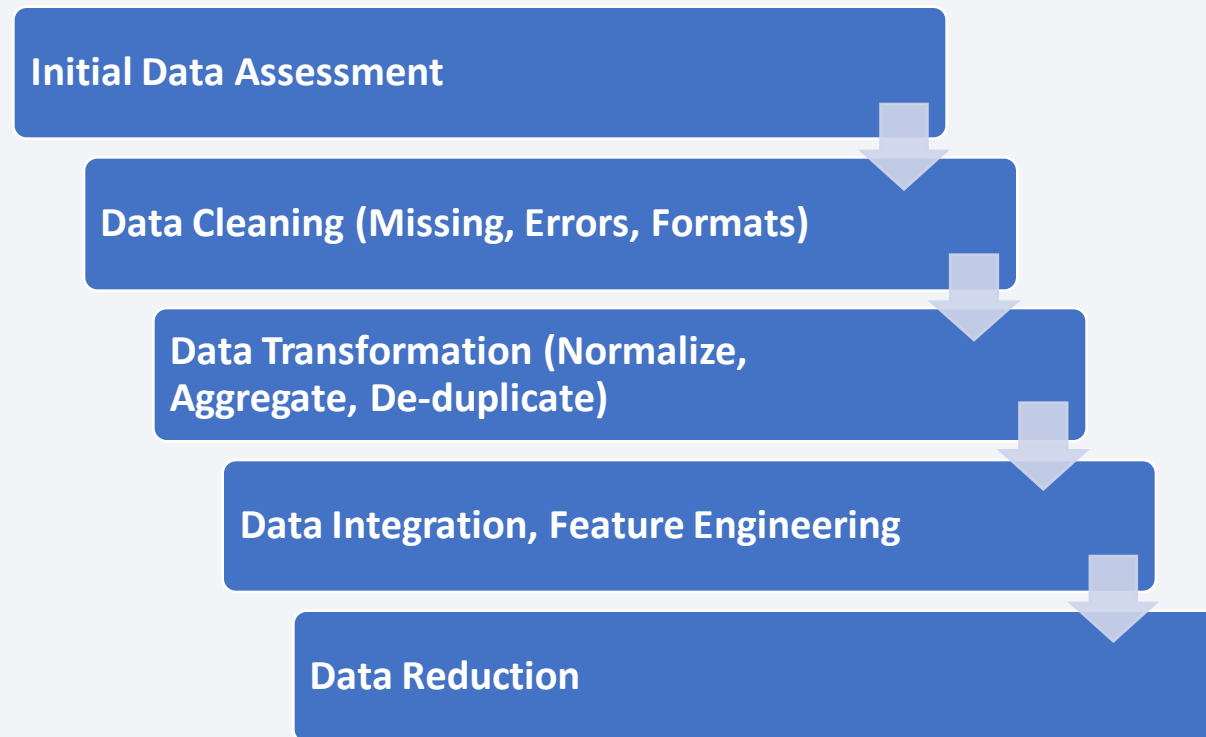 Initial Data Assessment
Data Cleaning (Missing, Errors, Formats)
Data Transformation (Normalize,
Aggregate, De-duplicate)
Data Integration, Feature Engineering
Data Reduction